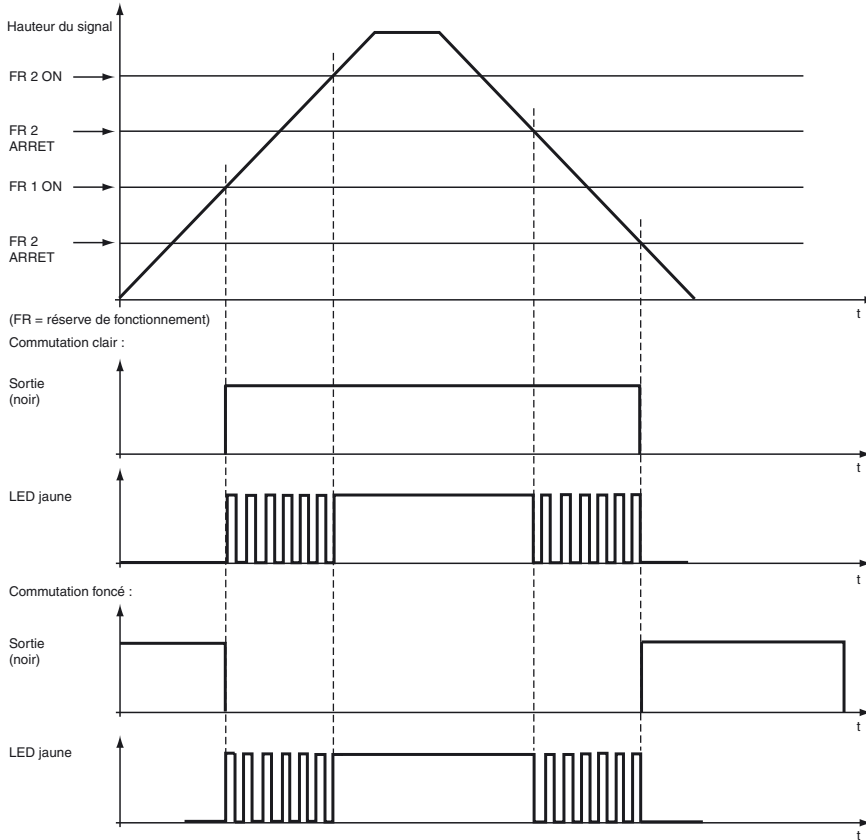 Hauteur du signal
FR 2 ON
FR 2
ARRET
FR 1 ON
FR 2
ARRET
t
(FR = réserve de fonctionnement)
Commutation clair :
Sortie
(noir)
t
LED jaune
t
Commutation foncé :
Sortie
(noir)
t
LED jaune
t